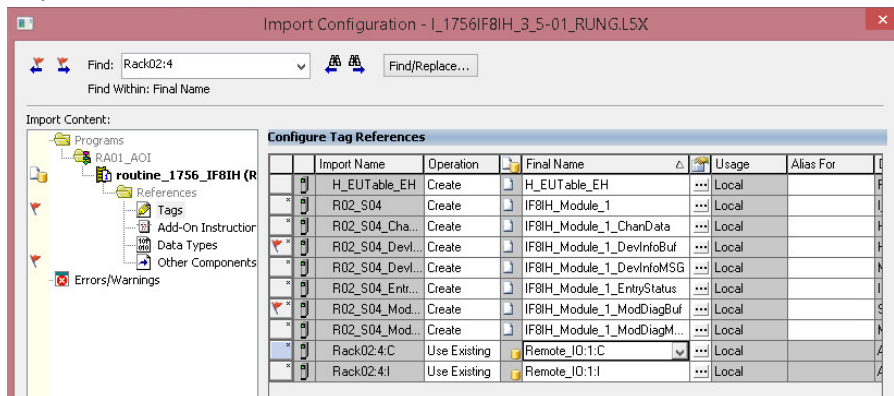 Import Configuration - I_1756IF8IH_3_5-01_RUNG.L5X
Find: Rack02:4 Find/Replace...
Find Within: Final Name
Import Content:
Programs
RA01_AOI
routine_1756_IF8IH (R
References
Tags
Add-On Instruction
Data Types
Other Components
Errors/Warnings
Configure Tag References
Import Name Operation Final Name Usage Alias For
H_EUTable_EH Create H_EUTable_EH ... Local
R02_S04 Create IF8IH_Module_1 ... Local
R02_S04_Cha... Create IF8IH_Module_1_ChanData ... Local
R02_S04_DevI... Create IF8IH_Module_1_DevInfoBuf ... Local
R02_S04_DevI... Create IF8IH_Module_1_DevInfoMSG ... Local
R02_S04_Entr... Create IF8IH_Module_1_EntryStatus ... Local
R02_S04_Mod... Create IF8IH_Module_1_ModDiagBuf ... Local
R02_S04_Mod... Create IF8IH_Module_1_ModDiagM... ... Local
Rack02:4:C Use Existing Remote_IO:1:C ... Local
Rack02:4:I Use Existing Remote_IO:1:I ... Local